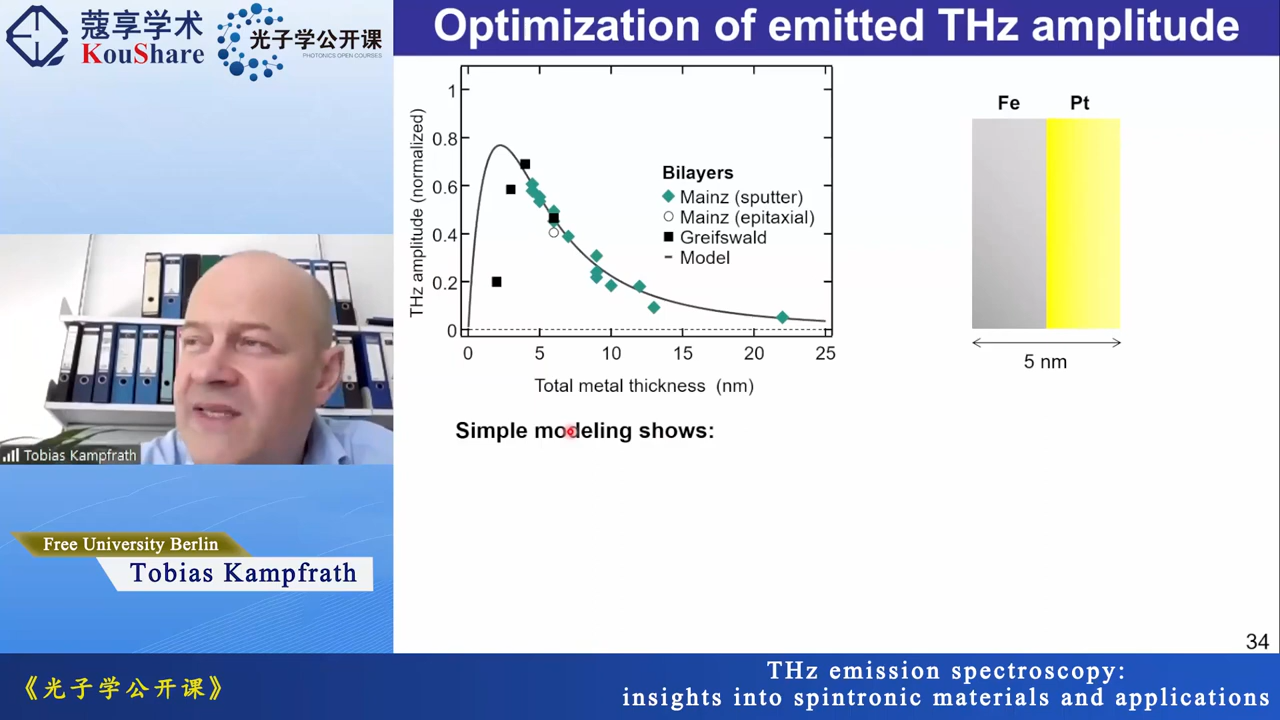 蔻享学术
KouShare
光子学公开课
PHOTONICS OPEN COURSES
Optimization of emitted THz amplitude
THz amplitude (normalized)
1
0.8
0.6
0.4
0.2
0
0 5 10 15 20 25
Total metal thickness (nm)
Bilayers
Mainz (sputter)
Mainz (epitaxial)
Greifswald
Model
Fe Pt
5 nm
Simple modeling shows:
Tobias Kampfrath
Free University Berlin
Tobias Kampfrath
34
《光子学公开课》
THz emission spectroscopy:
insights into spintronic materials and applications